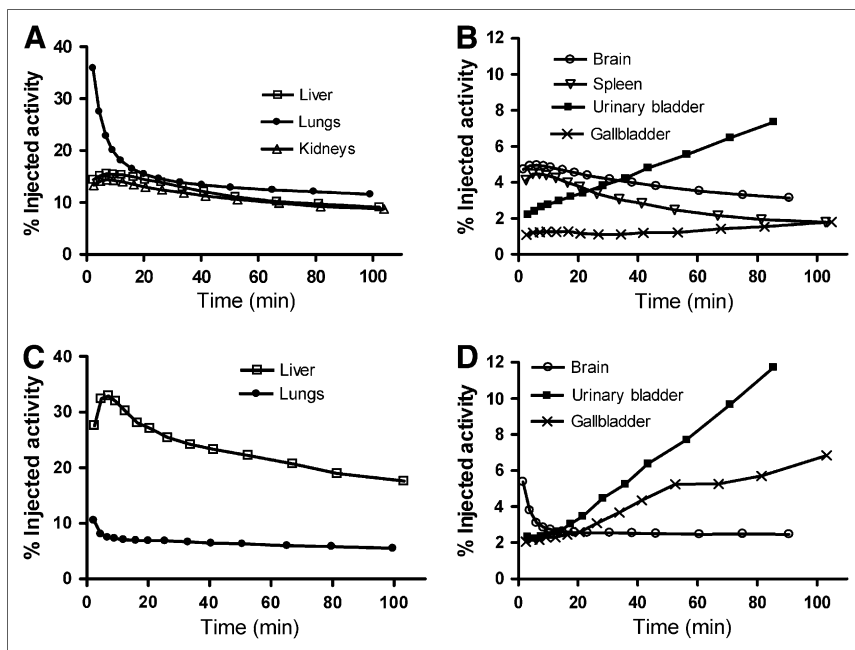 A
% Injected activity
40
30
20
10
0
Liver
Lungs
Kidneys
0 20 40 60 80 100
Time (min)
B
% Injected activity
12
10
8
6
4
2
0
Brain
Spleen
Urinary bladder
Gallbladder
0 20 40 60 80 100
Time (min)
C
% Injected activity
40
30
20
10
0
Liver
Lungs
0 20 40 60 80 100
Time (min)
D
% Injected activity
12
10
8
6
4
2
0
Brain
Urinary bladder
Gallbladder
0 20 40 60 80 100
Time (min)